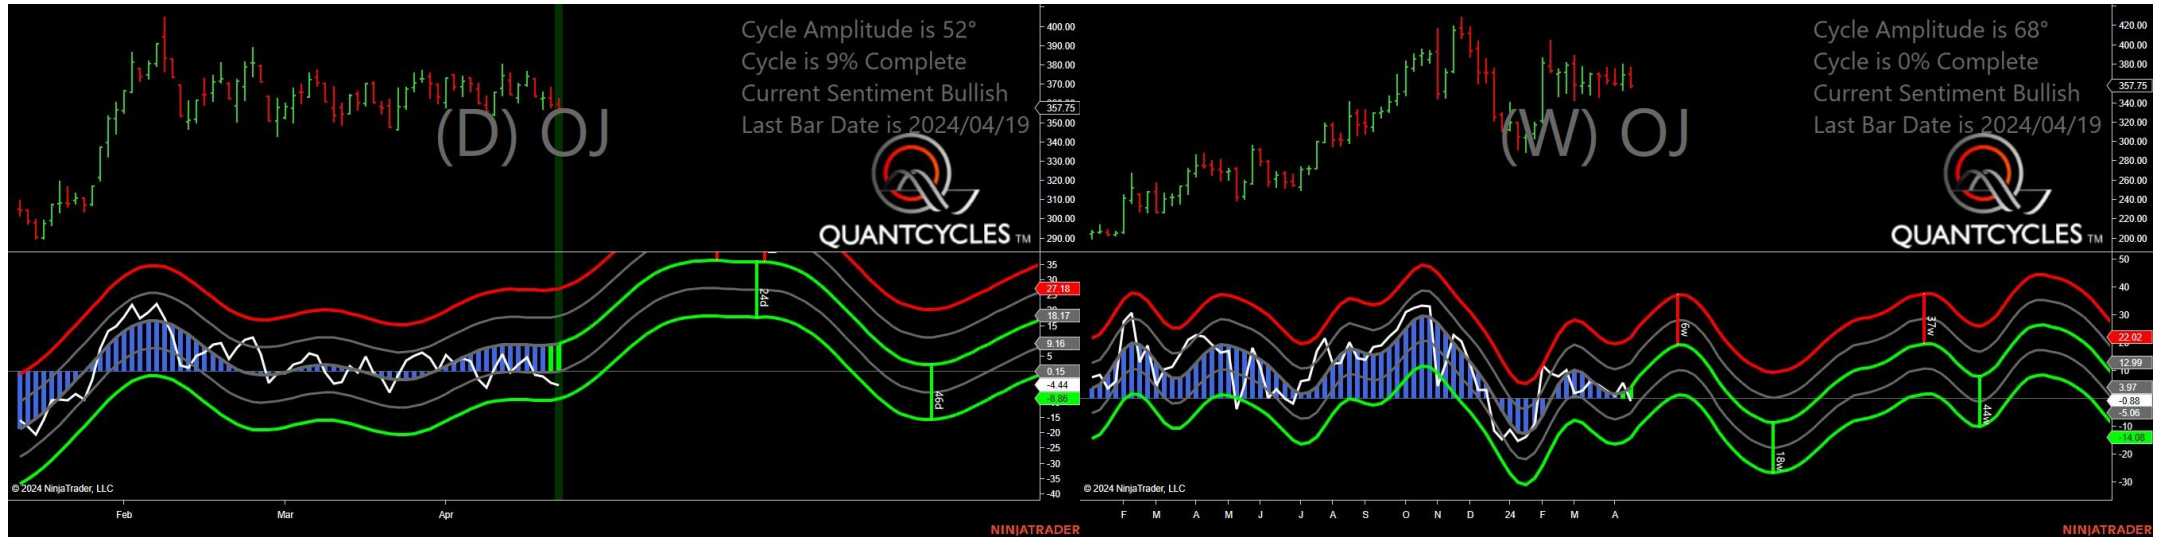 Cycle Amplitude is 52°
Cycle is 9% Complete
Current Sentiment Bullish
Last Bar Date is 2024/04/19
(D) OJ
QUANTCYCLES TM
400.00
390.00
380.00
370.00
357.75
350.00
340.00
330.00
320.00
310.00
300.00
290.00
35
30
27.18
18.17
15
9.16
5
0.15
-4.44
-8.86
-15
-20
-25
-30
-35
-40
24d
46d
© 2024 NinjaTrader, LLC
Feb Mar Apr
NINJATRADER
Cycle Amplitude is 68°
Cycle is 0% Complete
Current Sentiment Bullish
Last Bar Date is 2024/04/19
(W) OJ
QUANTCYCLES TM
420.00
400.00
380.00
357.75
340.00
320.00
300.00
280.00
260.00
240.00
220.00
200.00
50
40
30
22.02
12.99
10
3.97
-0.88
-5.06
-10
-14.08
-20
-30
6w
18w
37w
44w
© 2024 NinjaTrader, LLC
F M A M J J A S O N D 24 F M A
NINJATRADER